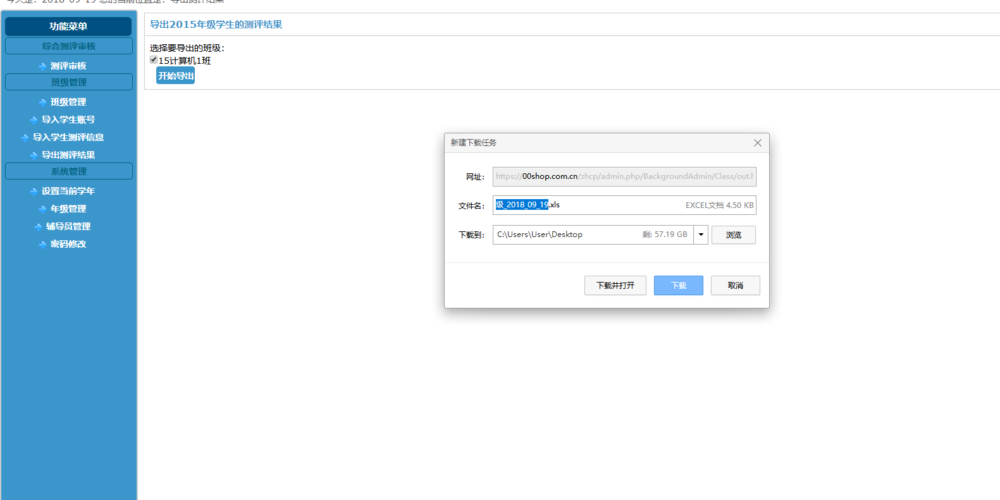 今天是：2018-09-19 您的当前位置是：导出测评结果
功能菜单
综合测评审核
测评审核
班级管理
班级管理
导入学生账号
导入学生测评信息
导出测评结果
系统管理
设置当前学年
年级管理
辅导员管理
密码修改
导出2015年级学生的测评结果
选择要导出的班级：
15计算机1班
开始导出
新建下载任务
网址： https://00shop.com.cn/zhcp/admin.php/BackgroundAdmin/Class/out.h
文件名： 级_2018_09_19.xls EXCEL文档 4.50 KB
下载到： C:\Users\User\Desktop 剩: 57.19 GB 浏览
下载并打开 下载 取消